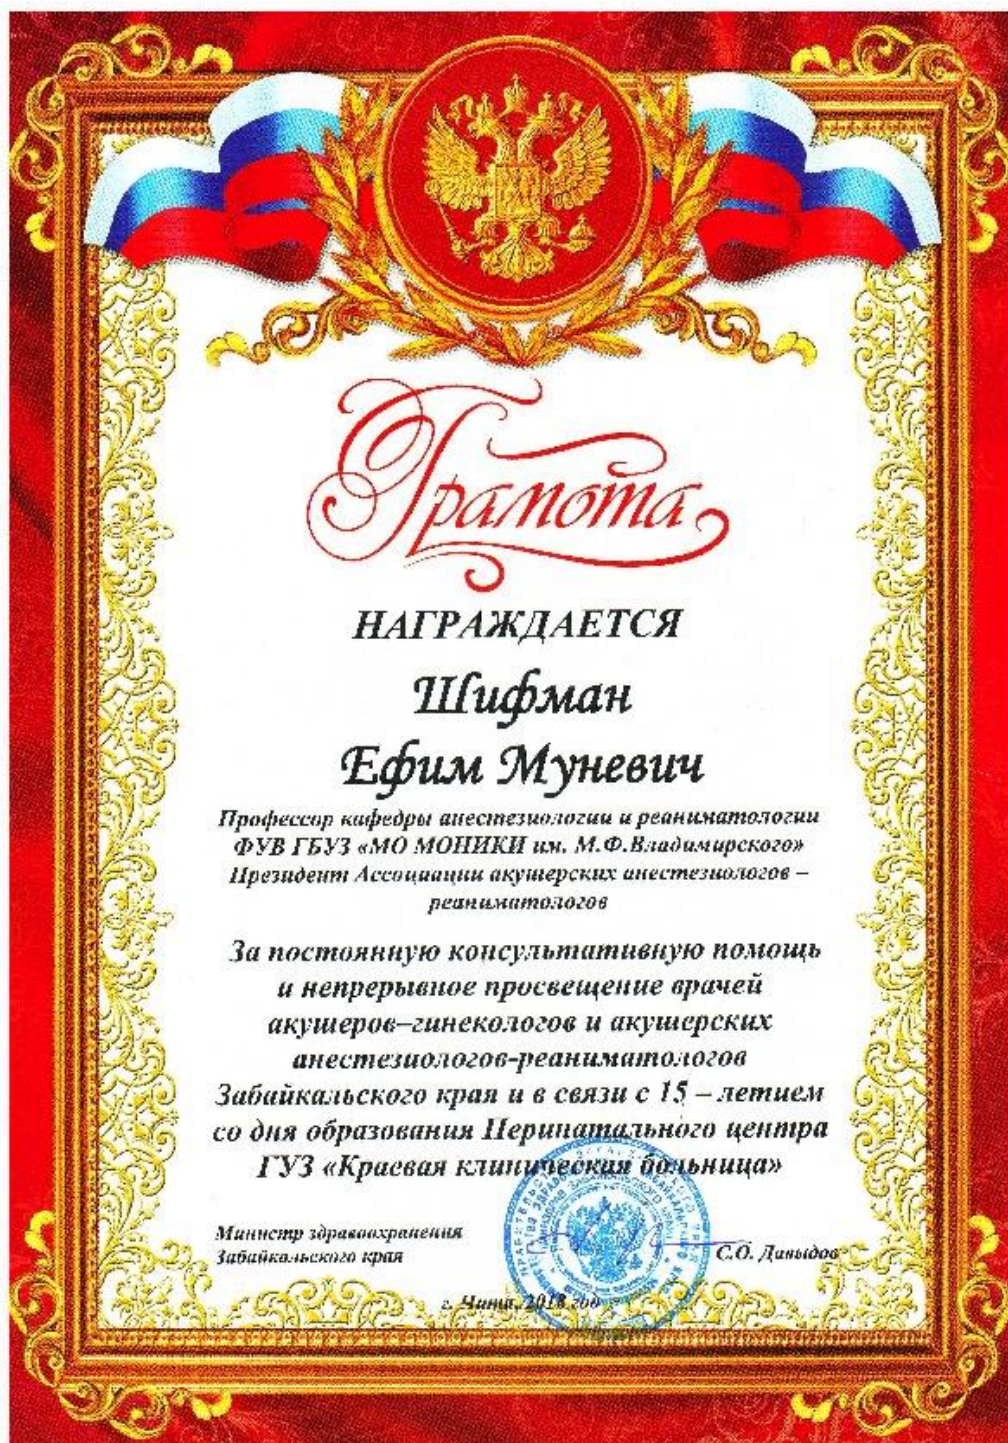 Грамота
НАГРАЖДАЕТСЯ
Шифман
Ефим Муневич
Профессор кафедры анестезиологии и реаниматологии
ФУВ ГБУЗ «МО МОНИКИ им. М.Ф.Владимирского»
Президент Ассоциации акушерских анестезиологов –
реаниматологов
За постоянную консультативную помощь
и непрерывное просвещение врачей
акушеров–гинекологов и акушерских
анестезиологов-реаниматологов
Забайкальского края и в связи с 15 – летием
со дня образования Перинатального центра
ГУЗ «Краевая клиническая больница»
Министр здравоохранения
Забайкальского края
С.О. Давыдов
г. Чита, 2018 год